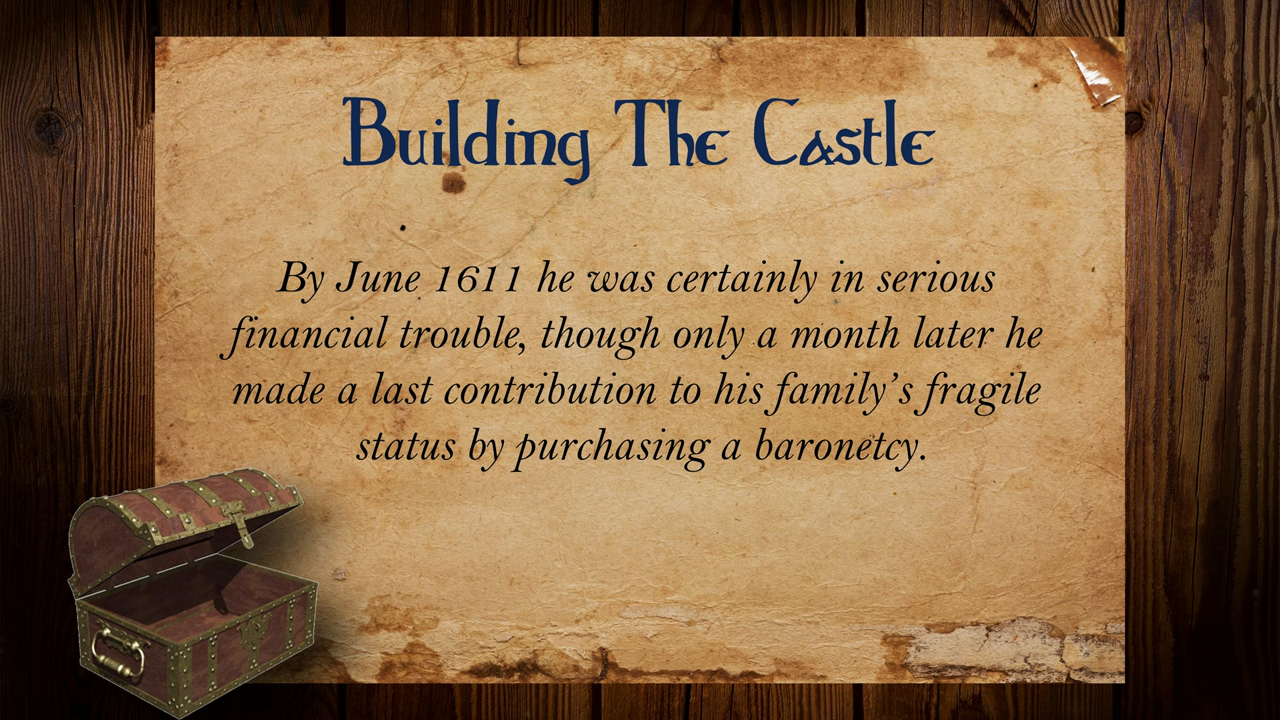 Building The Castle
By June 1611 he was certainly in serious
financial trouble, though only a month later he
made a last contribution to his family’s fragile
status by purchasing a baronetcy.